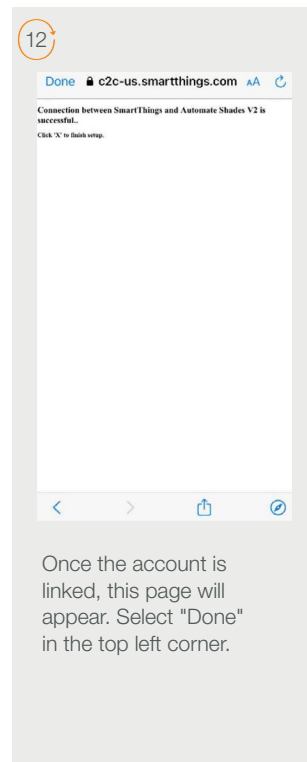 12
Done c2c-us.smartthings.com AA
Connection between SmartThings and Automate Shades V2 is
successful..
Click 'X' to finish setup.
Once the account is
linked, this page will
appear. Select "Done"
in the top left corner.